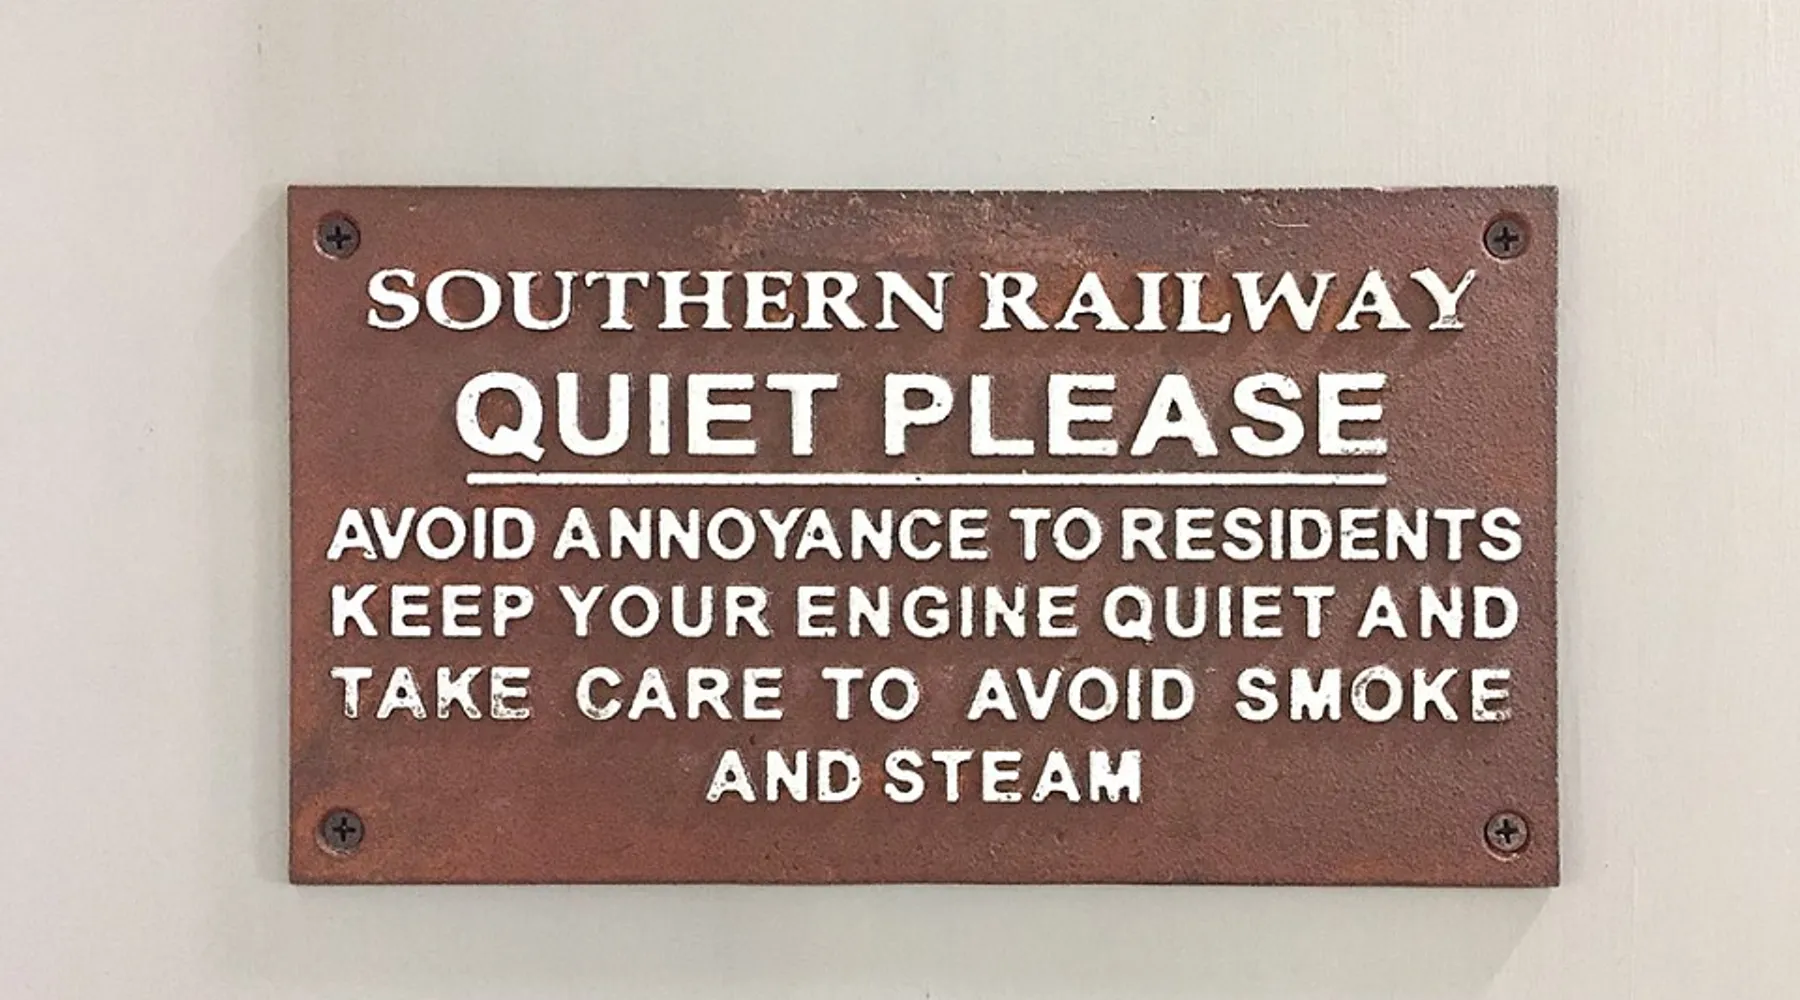 SOUTHERN RAILWAY
QUIET PLEASE
AVOID ANNOYANCE TO RESIDENTS
KEEP YOUR ENGINE QUIET AND
TAKE CARE TO AVOID SMOKE
AND STEAM